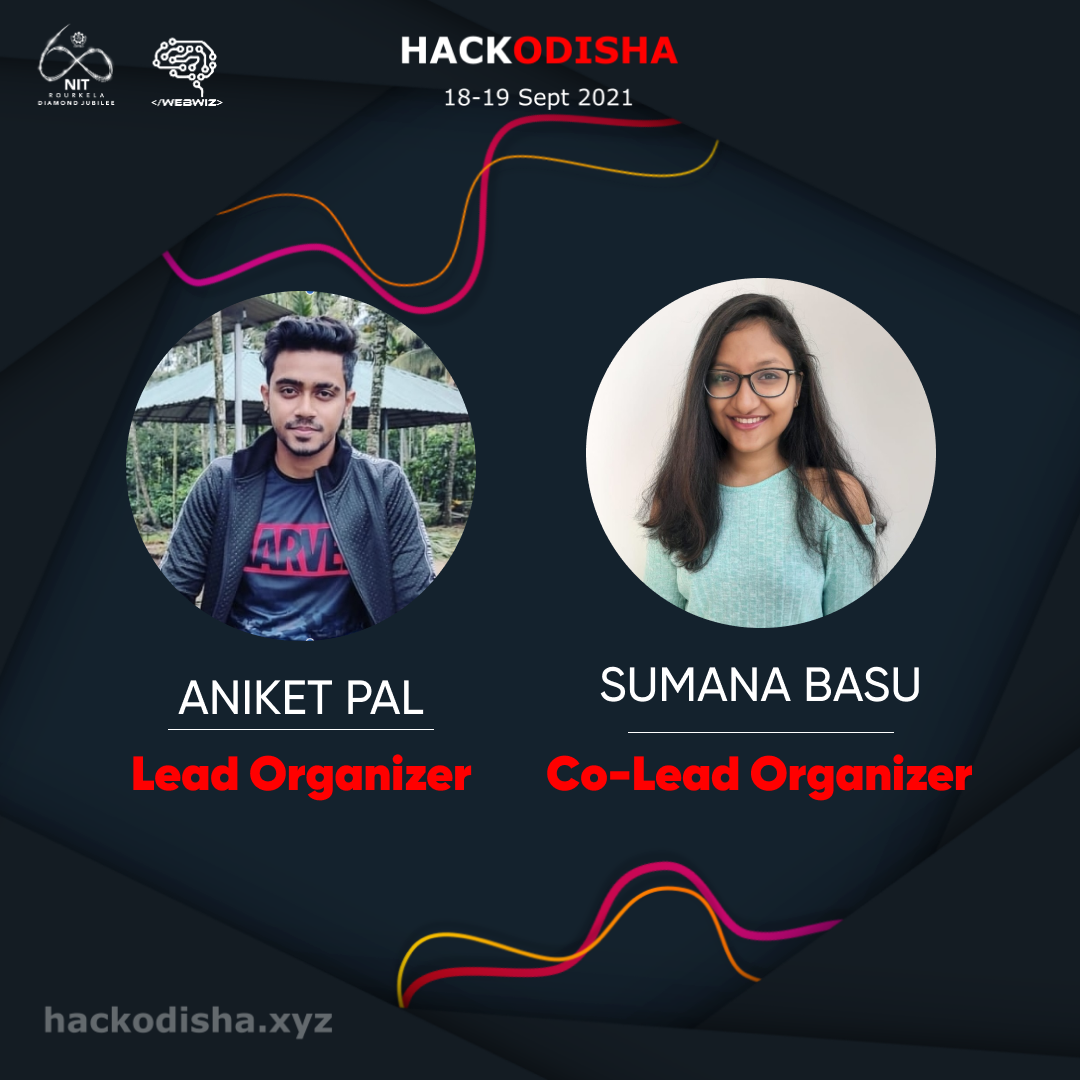 NIT
ROURKELA
DIAMOND JUBILEE
</WEBWIZ>
HACKODISHA
18-19 Sept 2021
ARVE
ANIKET PAL
Lead Organizer
SUMANA BASU
Co-Lead Organizer
hackodisha.xyz